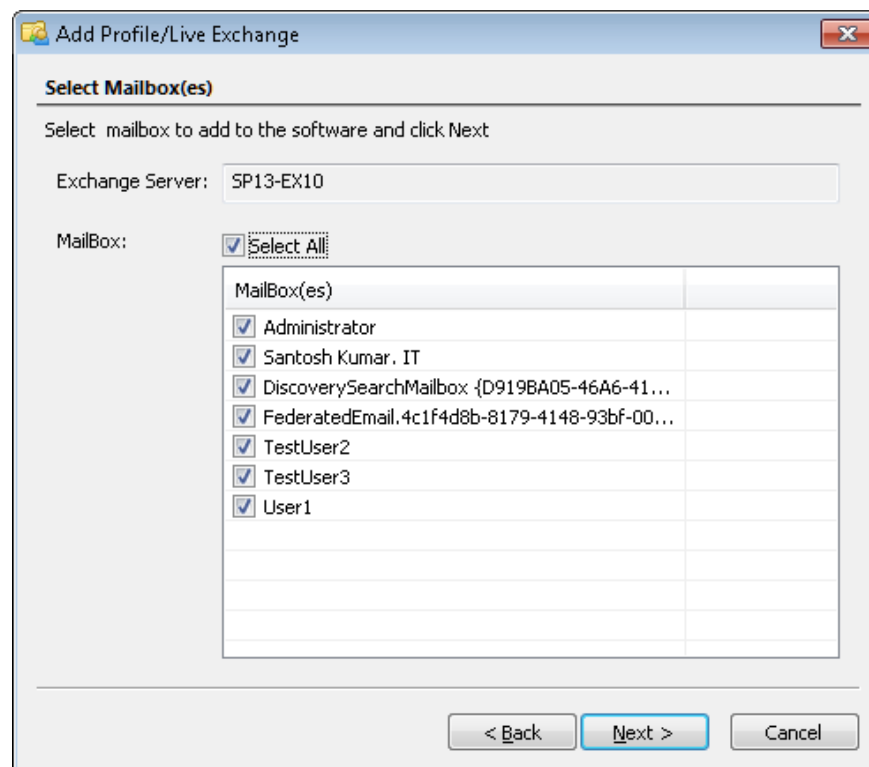 Add Profile/Live Exchange
Select Mailbox(es)
Select mailbox to add to the software and click Next
Exchange Server: SP13-EX10
MailBox: Select All
MailBox(es)
Administrator
Santosh Kumar. IT
DiscoverySearchMailbox {D919BA05-46A6-41...
FederatedEmail.4c1f4d8b-8179-4148-93bf-00...
TestUser2
TestUser3
User1
< Back Next > Cancel